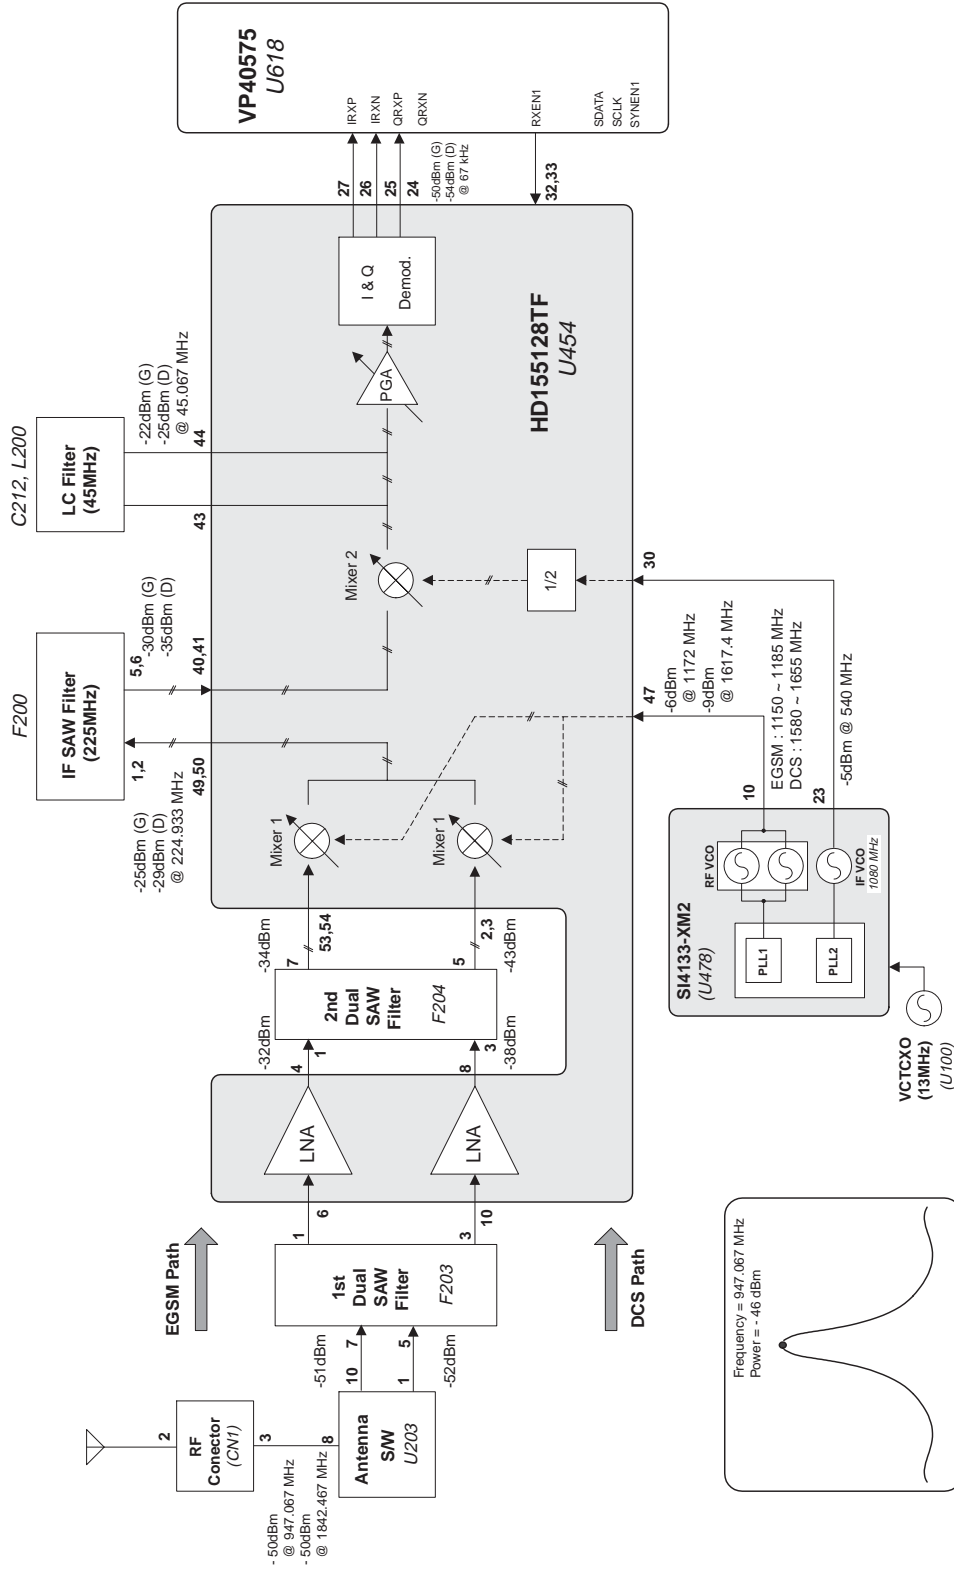 RF
Conector
(CN1)
2
3
8
- 50dBm
@ 947.067 MHz
- 50dBm
@ 1842.467 MHz
Antenna
S/W
U203
-51dBm
10
7
1
5
-52dBm
EGSM Path
1st
Dual
SAW
Filter
F203
DCS Path
1
6
3
10
LNA
LNA
4
1
8
3
-32dBm
-38dBm
2nd
Dual
SAW
Filter
F204
-34dBm
7
53,54
5
2,3
-43dBm
Mixer 1
Mixer 1
F200
IF SAW Filter
(225MHz)
1,2
5,6
-25dBm (G)
-29dBm (D)
@ 224.933 MHz
49,50
-30dBm (G)
-35dBm (D)
40,41
Mixer 2
1/2
C212, L200
LC Filter
(45MHz)
43
44
-22dBm (G)
-25dBm (D)
@ 45.067 MHz
PGA
I & Q
Demod.
HD155128TF
U454
27
26
25
24
-50dBm (G)
-54dBm (D)
@ 67 kHz
32,33
VP40575
U618
IRXP
IRXN
QRXP
QRXN
RXEN1
SDATA
SCLK
SYNEN1
47
30
-6dBm
@ 1172 MHz
-9dBm
@ 1617.4 MHz
EGSM : 1150 ~ 1185 MHz
DCS : 1580 ~ 1655 MHz
-5dBm @ 540 MHz
10
23
SI4133-XM2
(U478)
PLL1
PLL2
RF VCO
IF VCO
1080 MHz
VCTCXO
(13MHz)
(U100)
Frequency = 947.067 MHz
Power = - 46 dBm